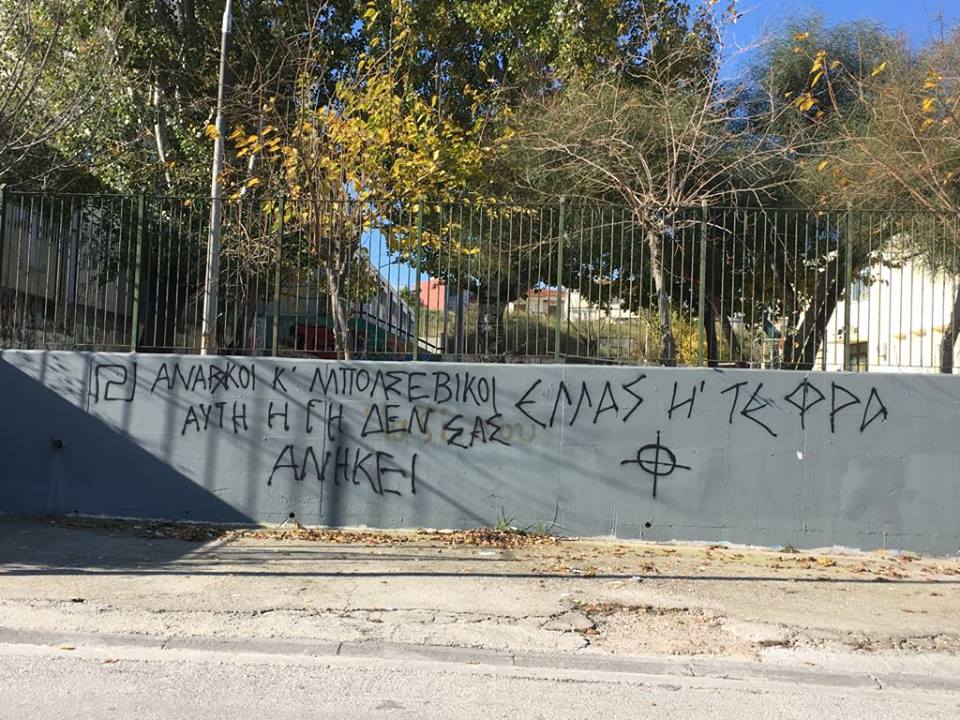 ΑΝΑΡΧΟΙ Κ' ΜΠΟΛΣΕΒΙΚΟΙ
ΑΥΤΗ Η ΓΗ ΔΕΝ ΣΑΣ
ΑΝΗΚΕΙ
ΕΛΛΑΣ Η' ΤΕΦΡΑ